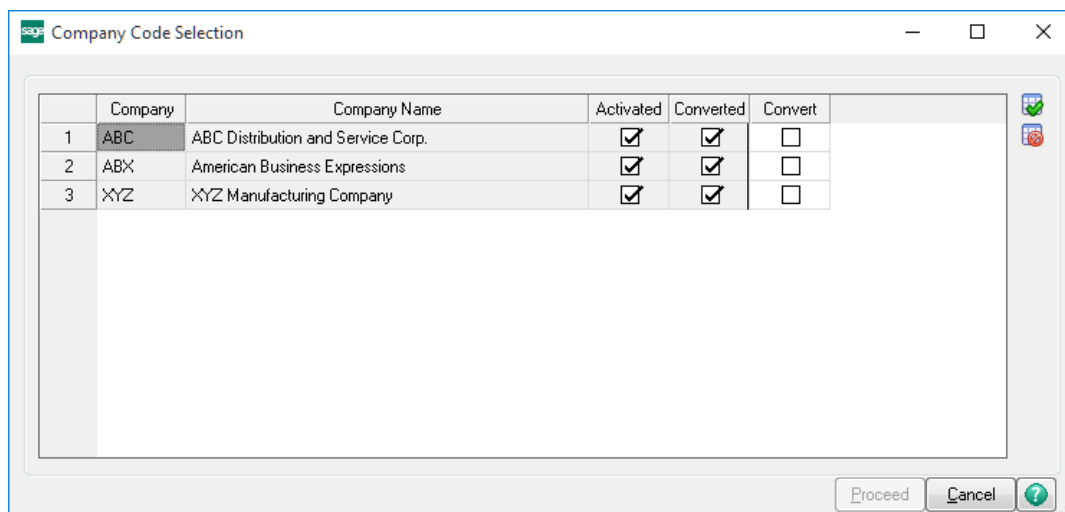 sage Company Code Selection
Company Company Name Activated Converted Convert
1 ABC ABC Distribution and Service Corp.
2 ABX American Business Expressions
3 XYZ XYZ Manufacturing Company
Proceed Cancel ?